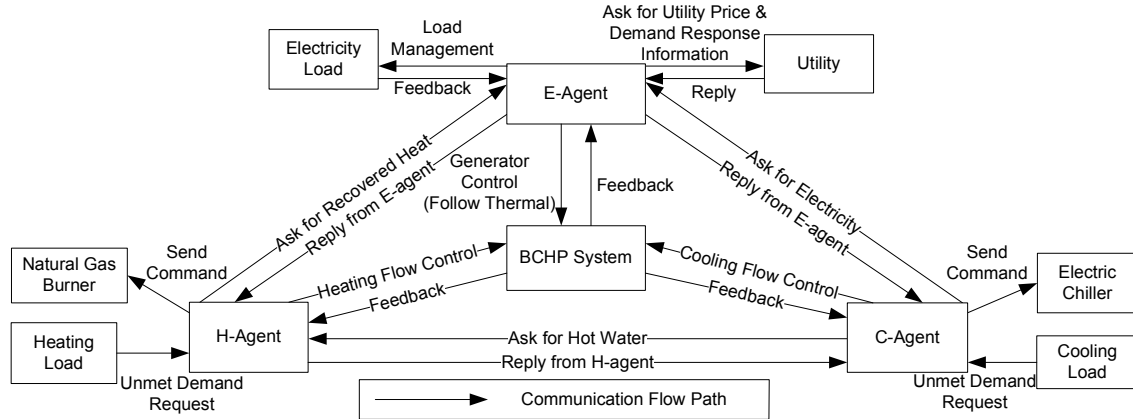 Ask for Utility Price &
Demand Response
Information
Load
Management
Electricity
Load
Utility
Feedback
Reply
E-Agent
Ask for Recovered Heat
Reply from E-agent
Generator
Control
(Follow Thermal)
Feedback
Ask for Electricity
Reply from E-agent
BCHP System
Send
Command
Natural Gas
Burner
Heating Flow Control
Feedback
Cooling Flow Control
Feedback
Send
Command
Electric
Chiller
H-Agent
Ask for Hot Water
Reply from H-agent
C-Agent
Heating
Load
Unmet Demand
Request
Cooling
Load
Unmet Demand
Request
Communication Flow Path